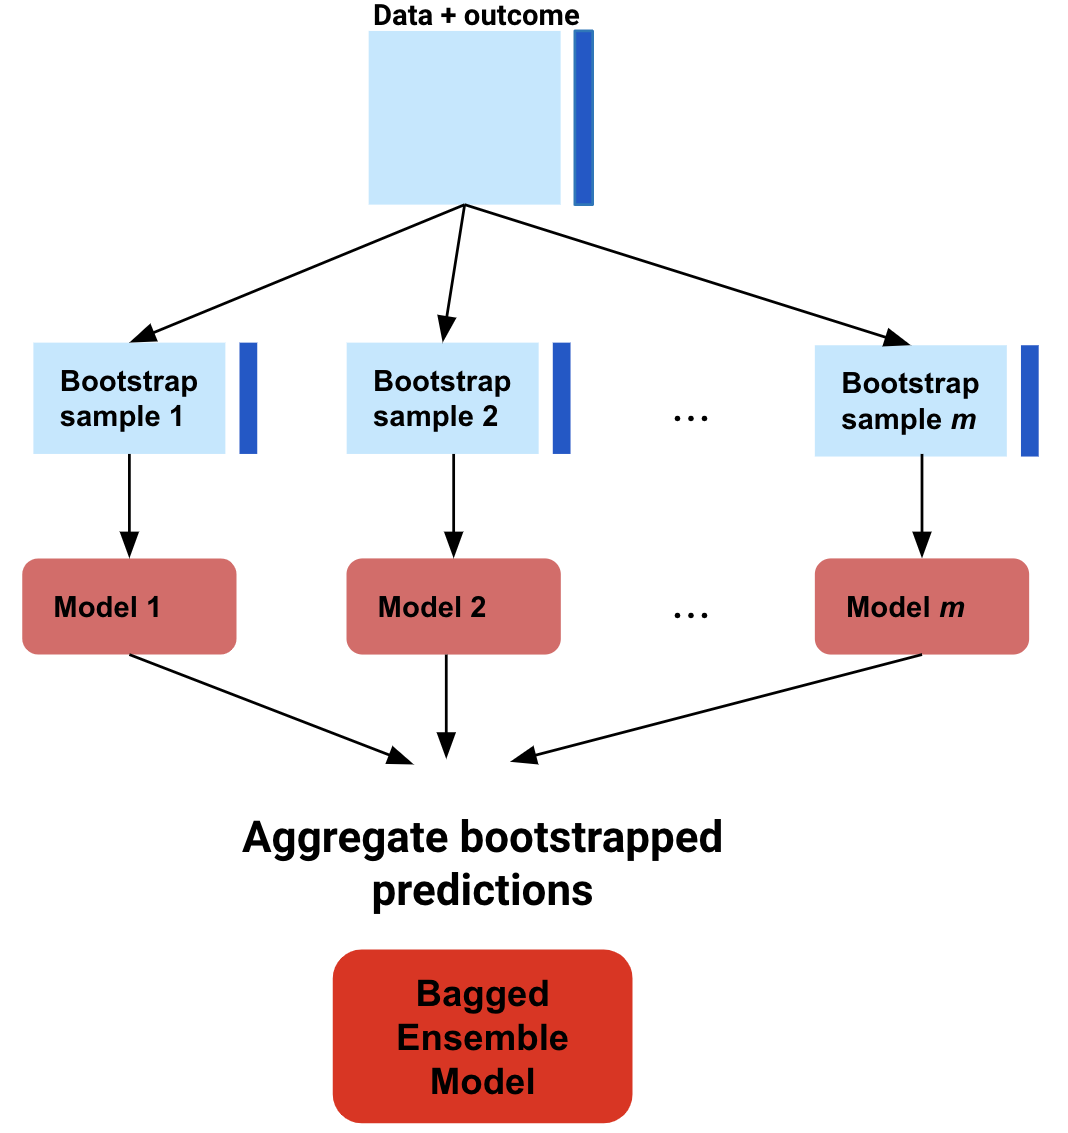 Data + outcome
Bootstrap
sample 1
Bootstrap
sample 2
...
Bootstrap
sample m
Model 1
Model 2
...
Model m
Aggregate bootstrapped
predictions
Bagged
Ensemble
Model